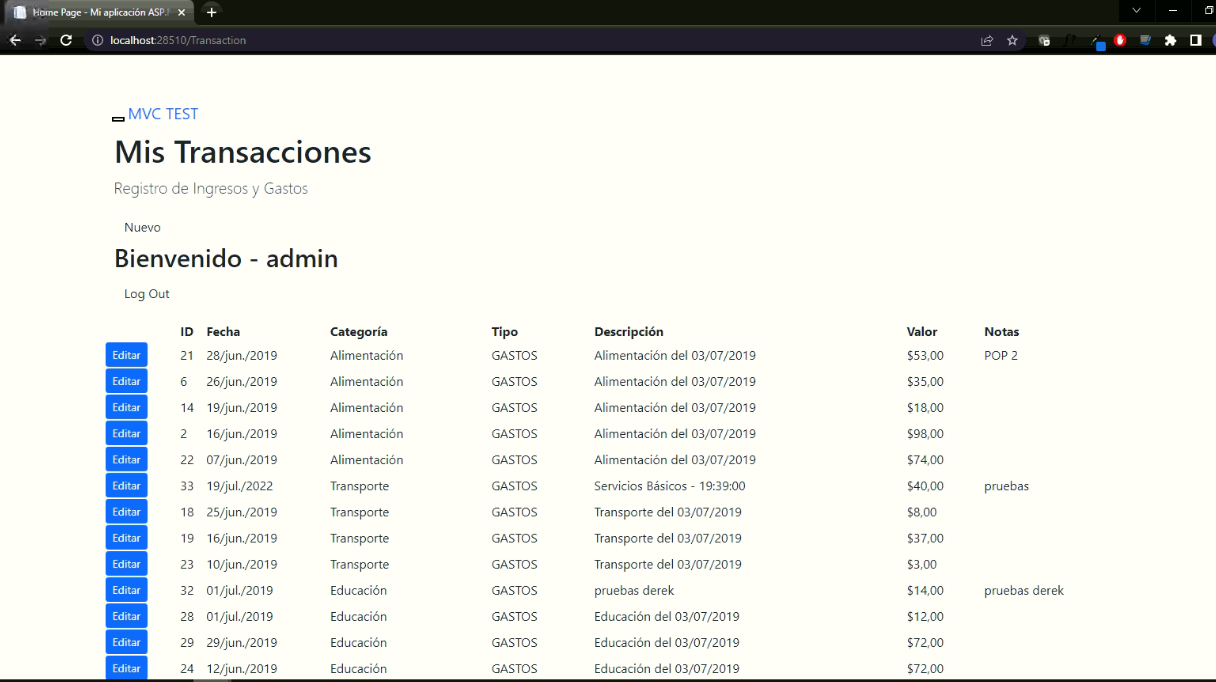 Home Page - Mi aplicación ASP.
localhost:28510/Transaction
MVC TEST
Mis Transacciones
Registro de Ingresos y Gastos
Nuevo
Bienvenido - admin
Log Out
ID Fecha Categoría Tipo Descripción Valor Notas
Editar 21 28/jun./2019 Alimentación GASTOS Alimentación del 03/07/2019 $53,00 POP 2
Editar 6 26/jun./2019 Alimentación GASTOS Alimentación del 03/07/2019 $35,00
Editar 14 19/jun./2019 Alimentación GASTOS Alimentación del 03/07/2019 $18,00
Editar 2 16/jun./2019 Alimentación GASTOS Alimentación del 03/07/2019 $98,00
Editar 22 07/jun./2019 Alimentación GASTOS Alimentación del 03/07/2019 $74,00
Editar 33 19/jul./2022 Transporte GASTOS Servicios Básicos - 19:39:00 $40,00 pruebas
Editar 18 25/jun./2019 Transporte GASTOS Transporte del 03/07/2019 $8,00
Editar 19 16/jun./2019 Transporte GASTOS Transporte del 03/07/2019 $37,00
Editar 23 10/jun./2019 Transporte GASTOS Transporte del 03/07/2019 $3,00
Editar 32 01/jul./2019 Educación GASTOS pruebas derek $14,00 pruebas derek
Editar 28 01/jul./2019 Educación GASTOS Educación del 03/07/2019 $12,00
Editar 29 29/jun./2019 Educación GASTOS Educación del 03/07/2019 $72,00
Editar 24 12/jun./2019 Educación GASTOS Educación del 03/07/2019 $72,00